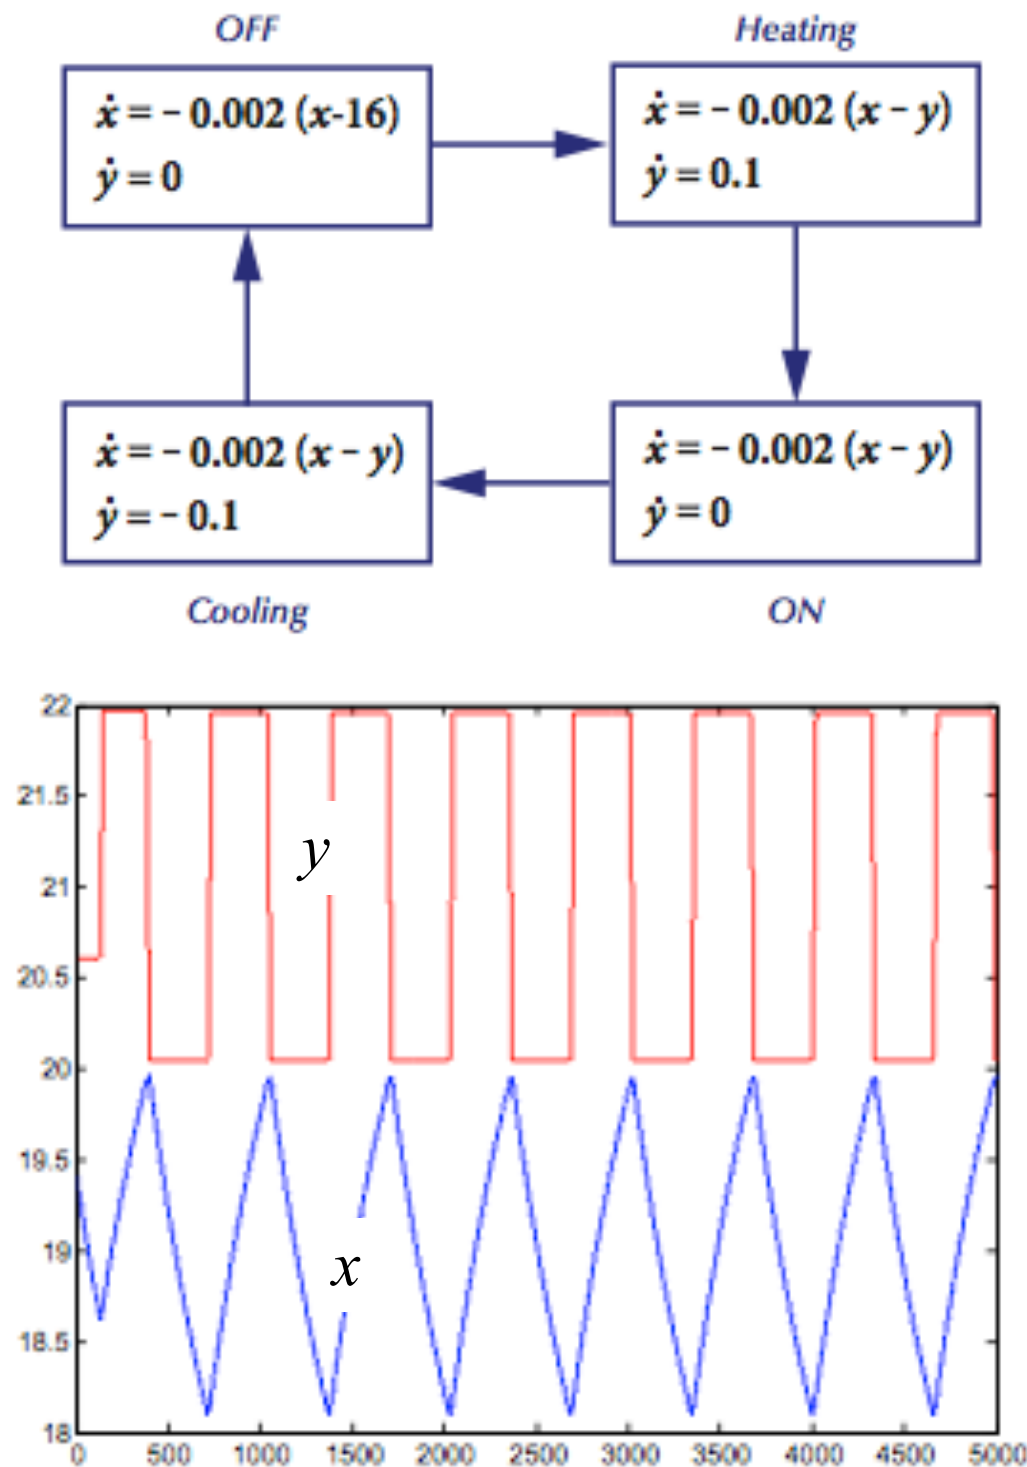 OFF
Heating
ẋ = − 0.002 (x-16)
ẏ = 0
ẋ = − 0.002 (x − y)
ẏ = 0.1
ẋ = − 0.002 (x − y)
ẏ = − 0.1
ẋ = − 0.002 (x − y)
ẏ = 0
Cooling
ON
22
21.5
21
20.5
20
19.5
19
18.5
18
y
x
0 500 1000 1500 2000 2500 3000 3500 4000 4500 5000